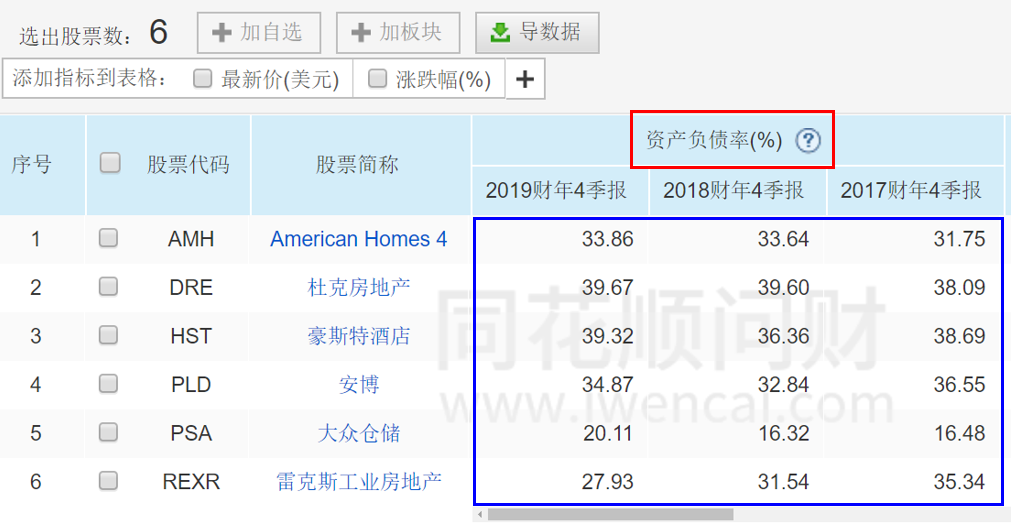 选出股票数: 6 加自选 加板块 导数据
添加指标到表格: 最新价(美元) 涨跌幅(%) +
序号 股票代码 股票简称 资产负债率(%) ?
2019财年4季报 2018财年4季报 2017财年4季报
1 AMH American Homes 4 33.86 33.64 31.75
2 DRE 杜克房地产 39.67 39.60 38.09
3 HST 豪斯特酒店 39.32 36.36 38.69
4 PLD 安博 34.87 32.84 36.55
5 PSA 大众仓储 20.11 16.32 16.48
6 REXR 雷克斯工业房地产 27.93 31.54 35.34
同花顺问财
www.iwencai.com